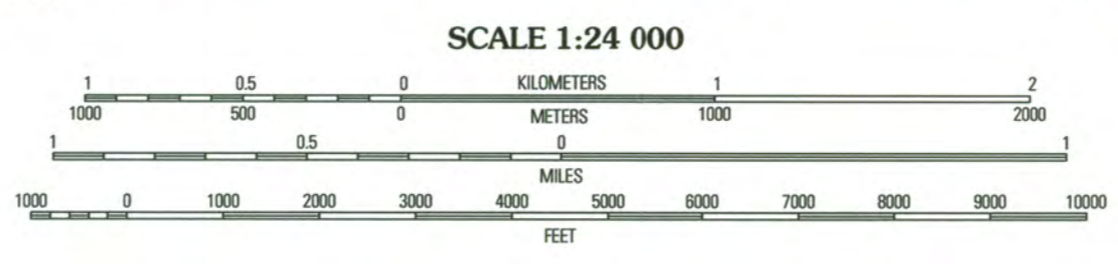 SCALE 1:24 000
1 0.5 0 KILOMETERS 1 2
1000 500 0 METERS 1000 2000
1 0.5 0 1
MILES
1000 0 1000 2000 3000 4000 5000 6000 7000 8000 9000 10000
FEET